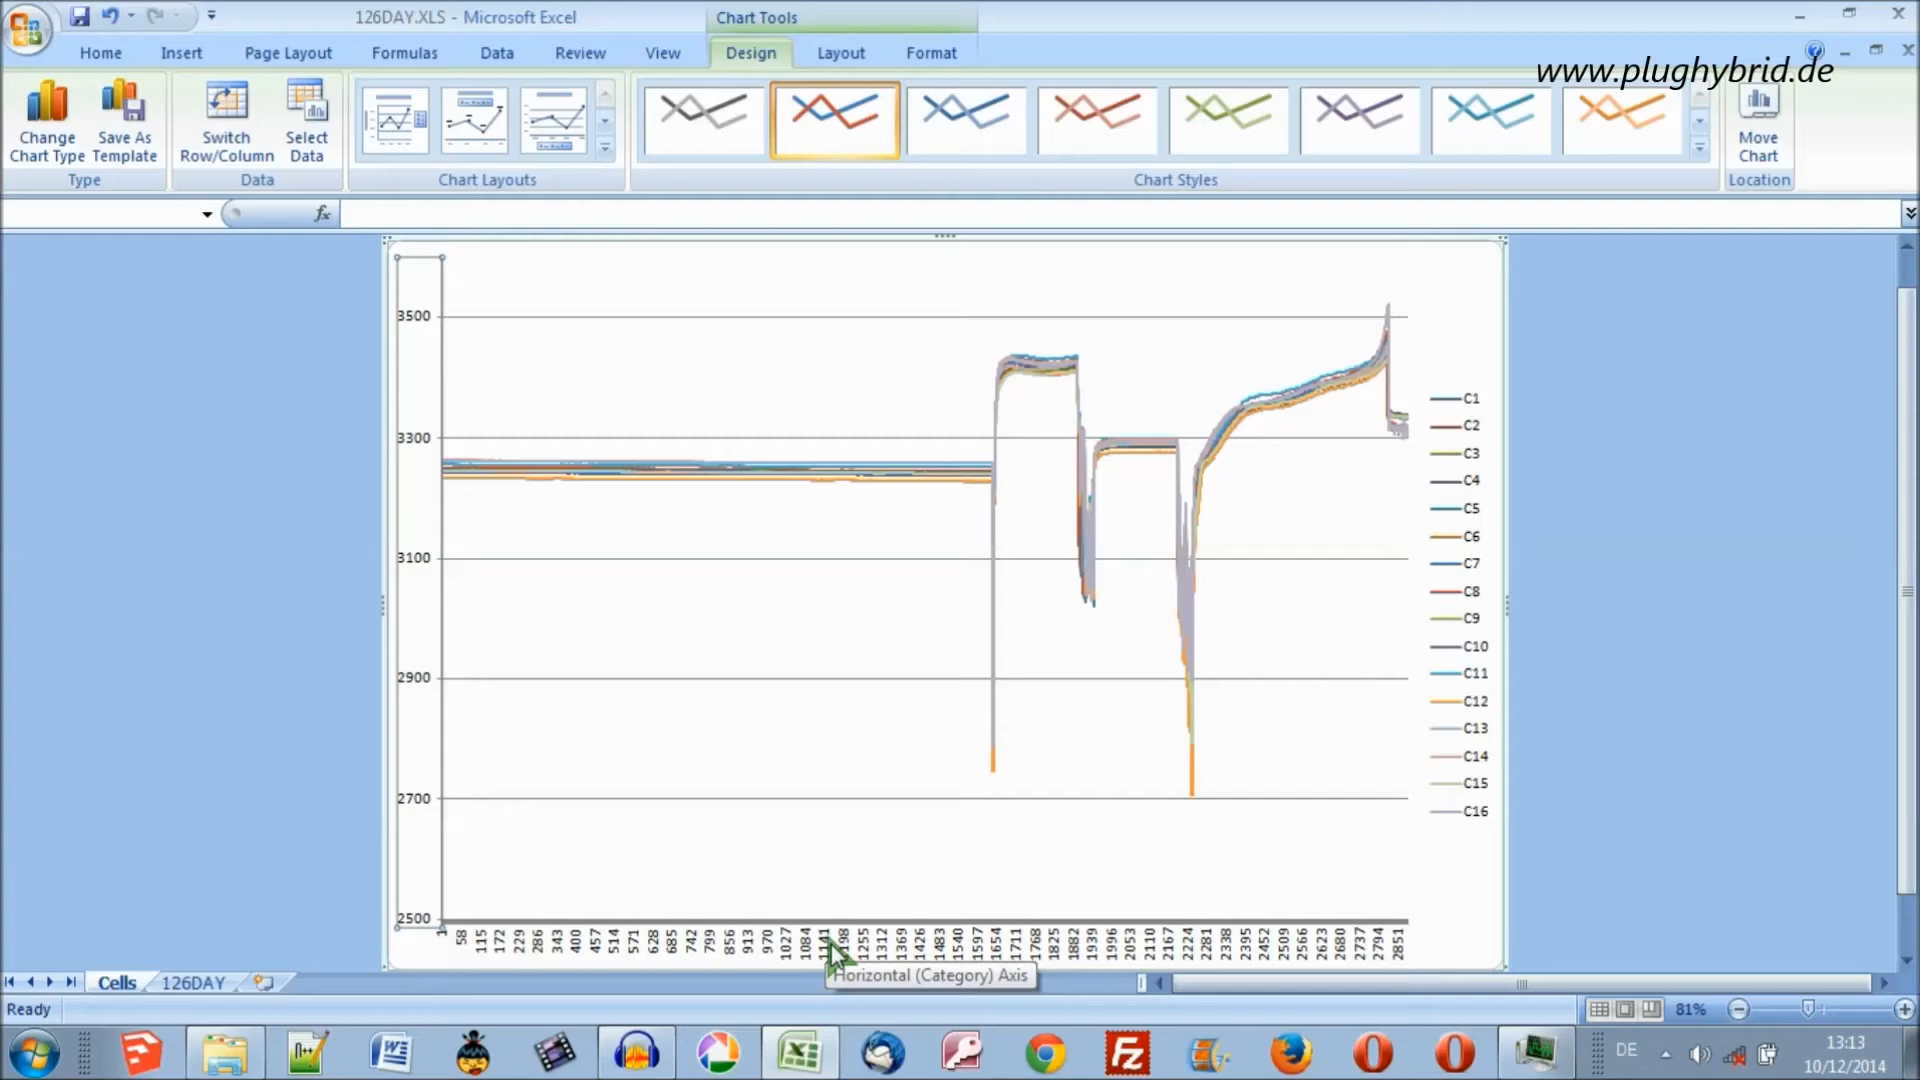 126DAY.XLS - Microsoft Excel
Chart Tools
Home Insert Page Layout Formulas Data Review View Design Layout Format
www.plughybrid.de
Change Chart Type
Save As Template
Switch Row/Column
Select Data
Move Chart
Type Data Chart Layouts Chart Styles Location
fx
3500
3300
3100
2900
2700
2500
C1
C2
C3
C4
C5
C6
C7
C8
C9
C10
C11
C12
C13
C14
C15
C16
1 58 115 172 229 286 343 400 457 514 571 628 685 742 799 856 913 970 1027 1084 1141 1198 1255 1312 1369 1426 1483 1540 1597 1654 1711 1768 1825 1882 1939 1996 2053 2110 2167 2224 2281 2338 2395 2452 2509 2566 2623 2680 2737 2794 2851
Horizontal (Category) Axis
Cells 126DAY
Ready
81%
n++
W
Fz
DE
13:13
10/12/2014